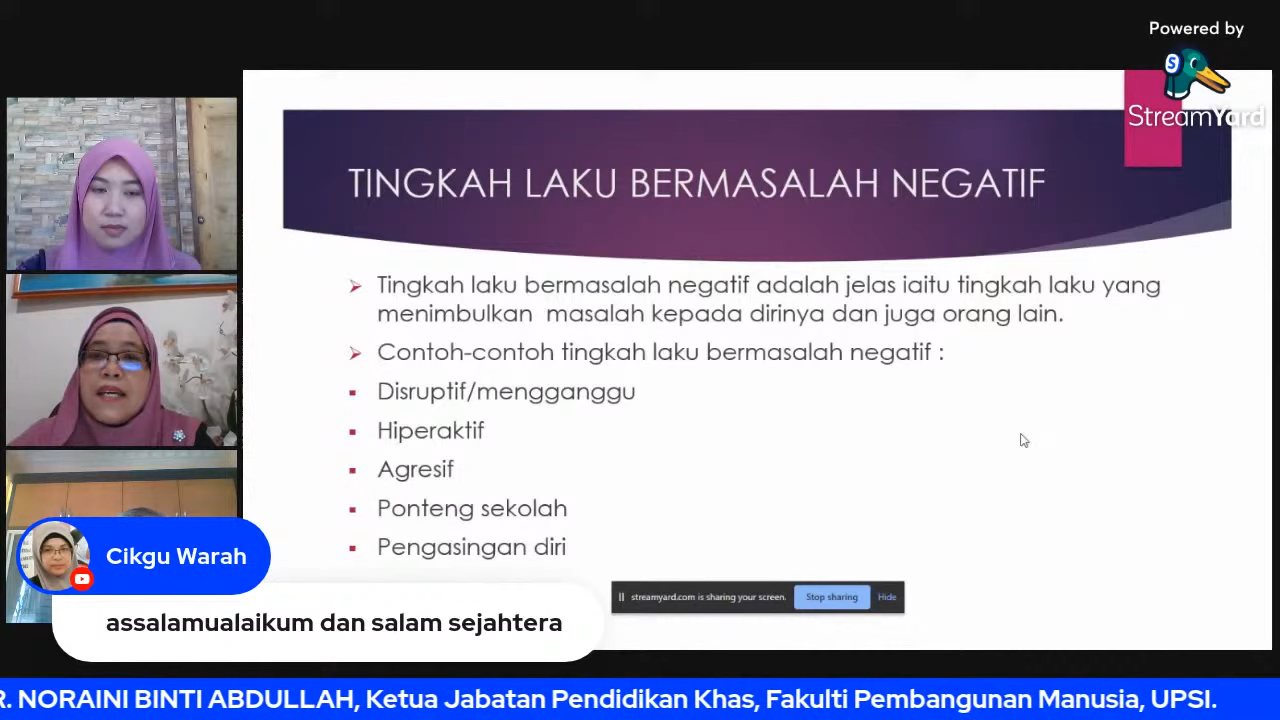 Powered by
StreamYard
TINGKAH LAKU BERMASALAH NEGATIF
Tingkah laku bermasalah negatif adalah jelas iaitu tingkah laku yang
menimbulkan masalah kepada dirinya dan juga orang lain.
Contoh-contoh tingkah laku bermasalah negatif :
Disruptif/mengganggu
Hiperaktif
Agresif
Ponteng sekolah
Pengasingan diri
Cikgu Warah
streamyard.com is sharing your screen. Stop sharing Hide
assalamualaikum dan salam sejahtera
R. NORAINI BINTI ABDULLAH, Ketua Jabatan Pendidikan Khas, Fakulti Pembangunan Manusia, UPSI.